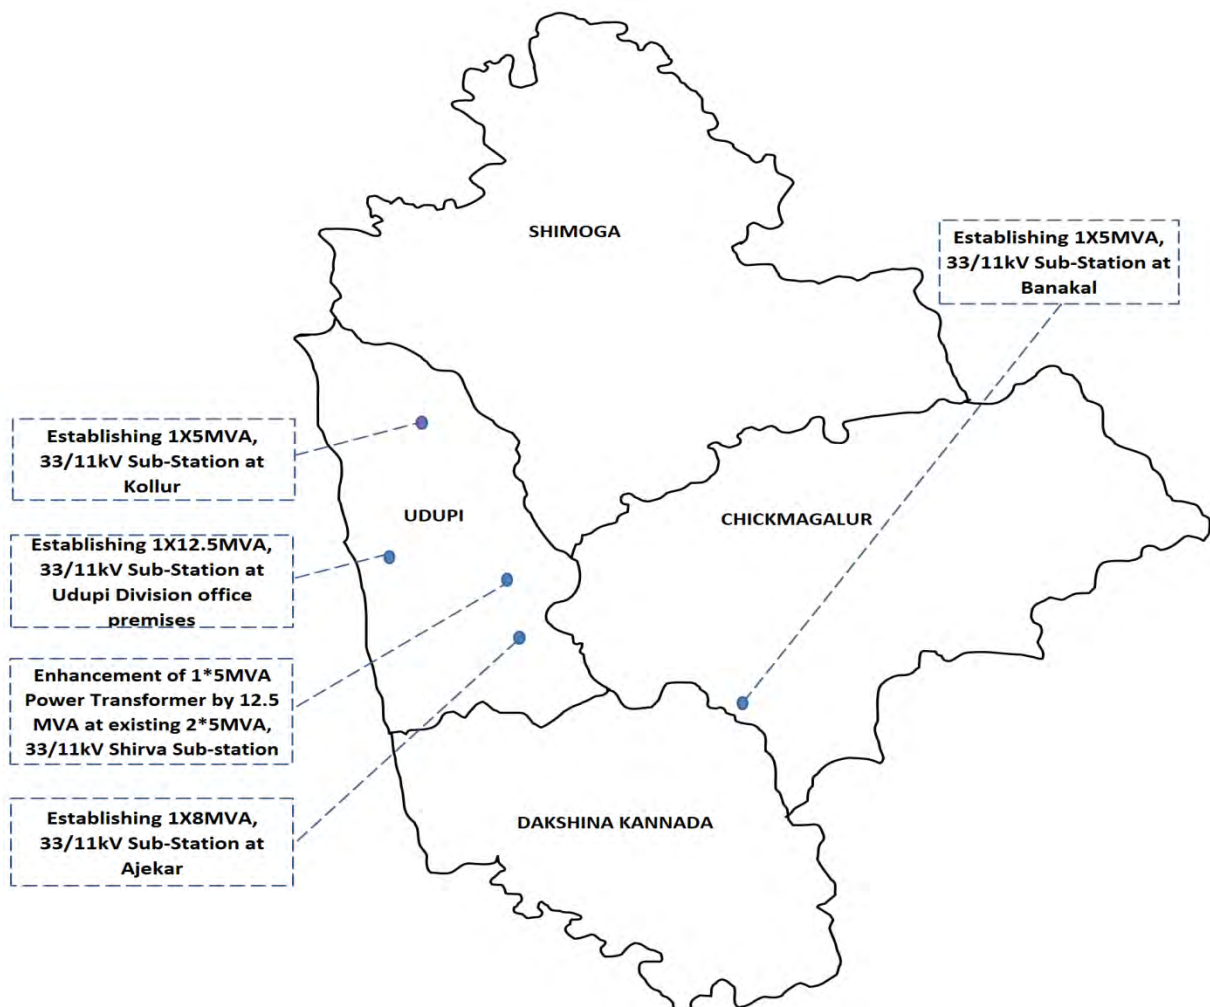 SHIMOGA
Establishing 1X5MVA,
33/11kV Sub-Station at
Banakal
Establishing 1X5MVA,
33/11kV Sub-Station at
Kollur
UDUPI
CHICKMAGALUR
Establishing 1X12.5MVA,
33/11kV Sub-Station at
Udupi Division office
premises
Enhancement of 1*5MVA
Power Transformer by 12.5
MVA at existing 2*5MVA,
33/11kV Shirva Sub-station
Establishing 1X8MVA,
33/11kV Sub-Station at
Ajekar
DAKSHINA KANNADA